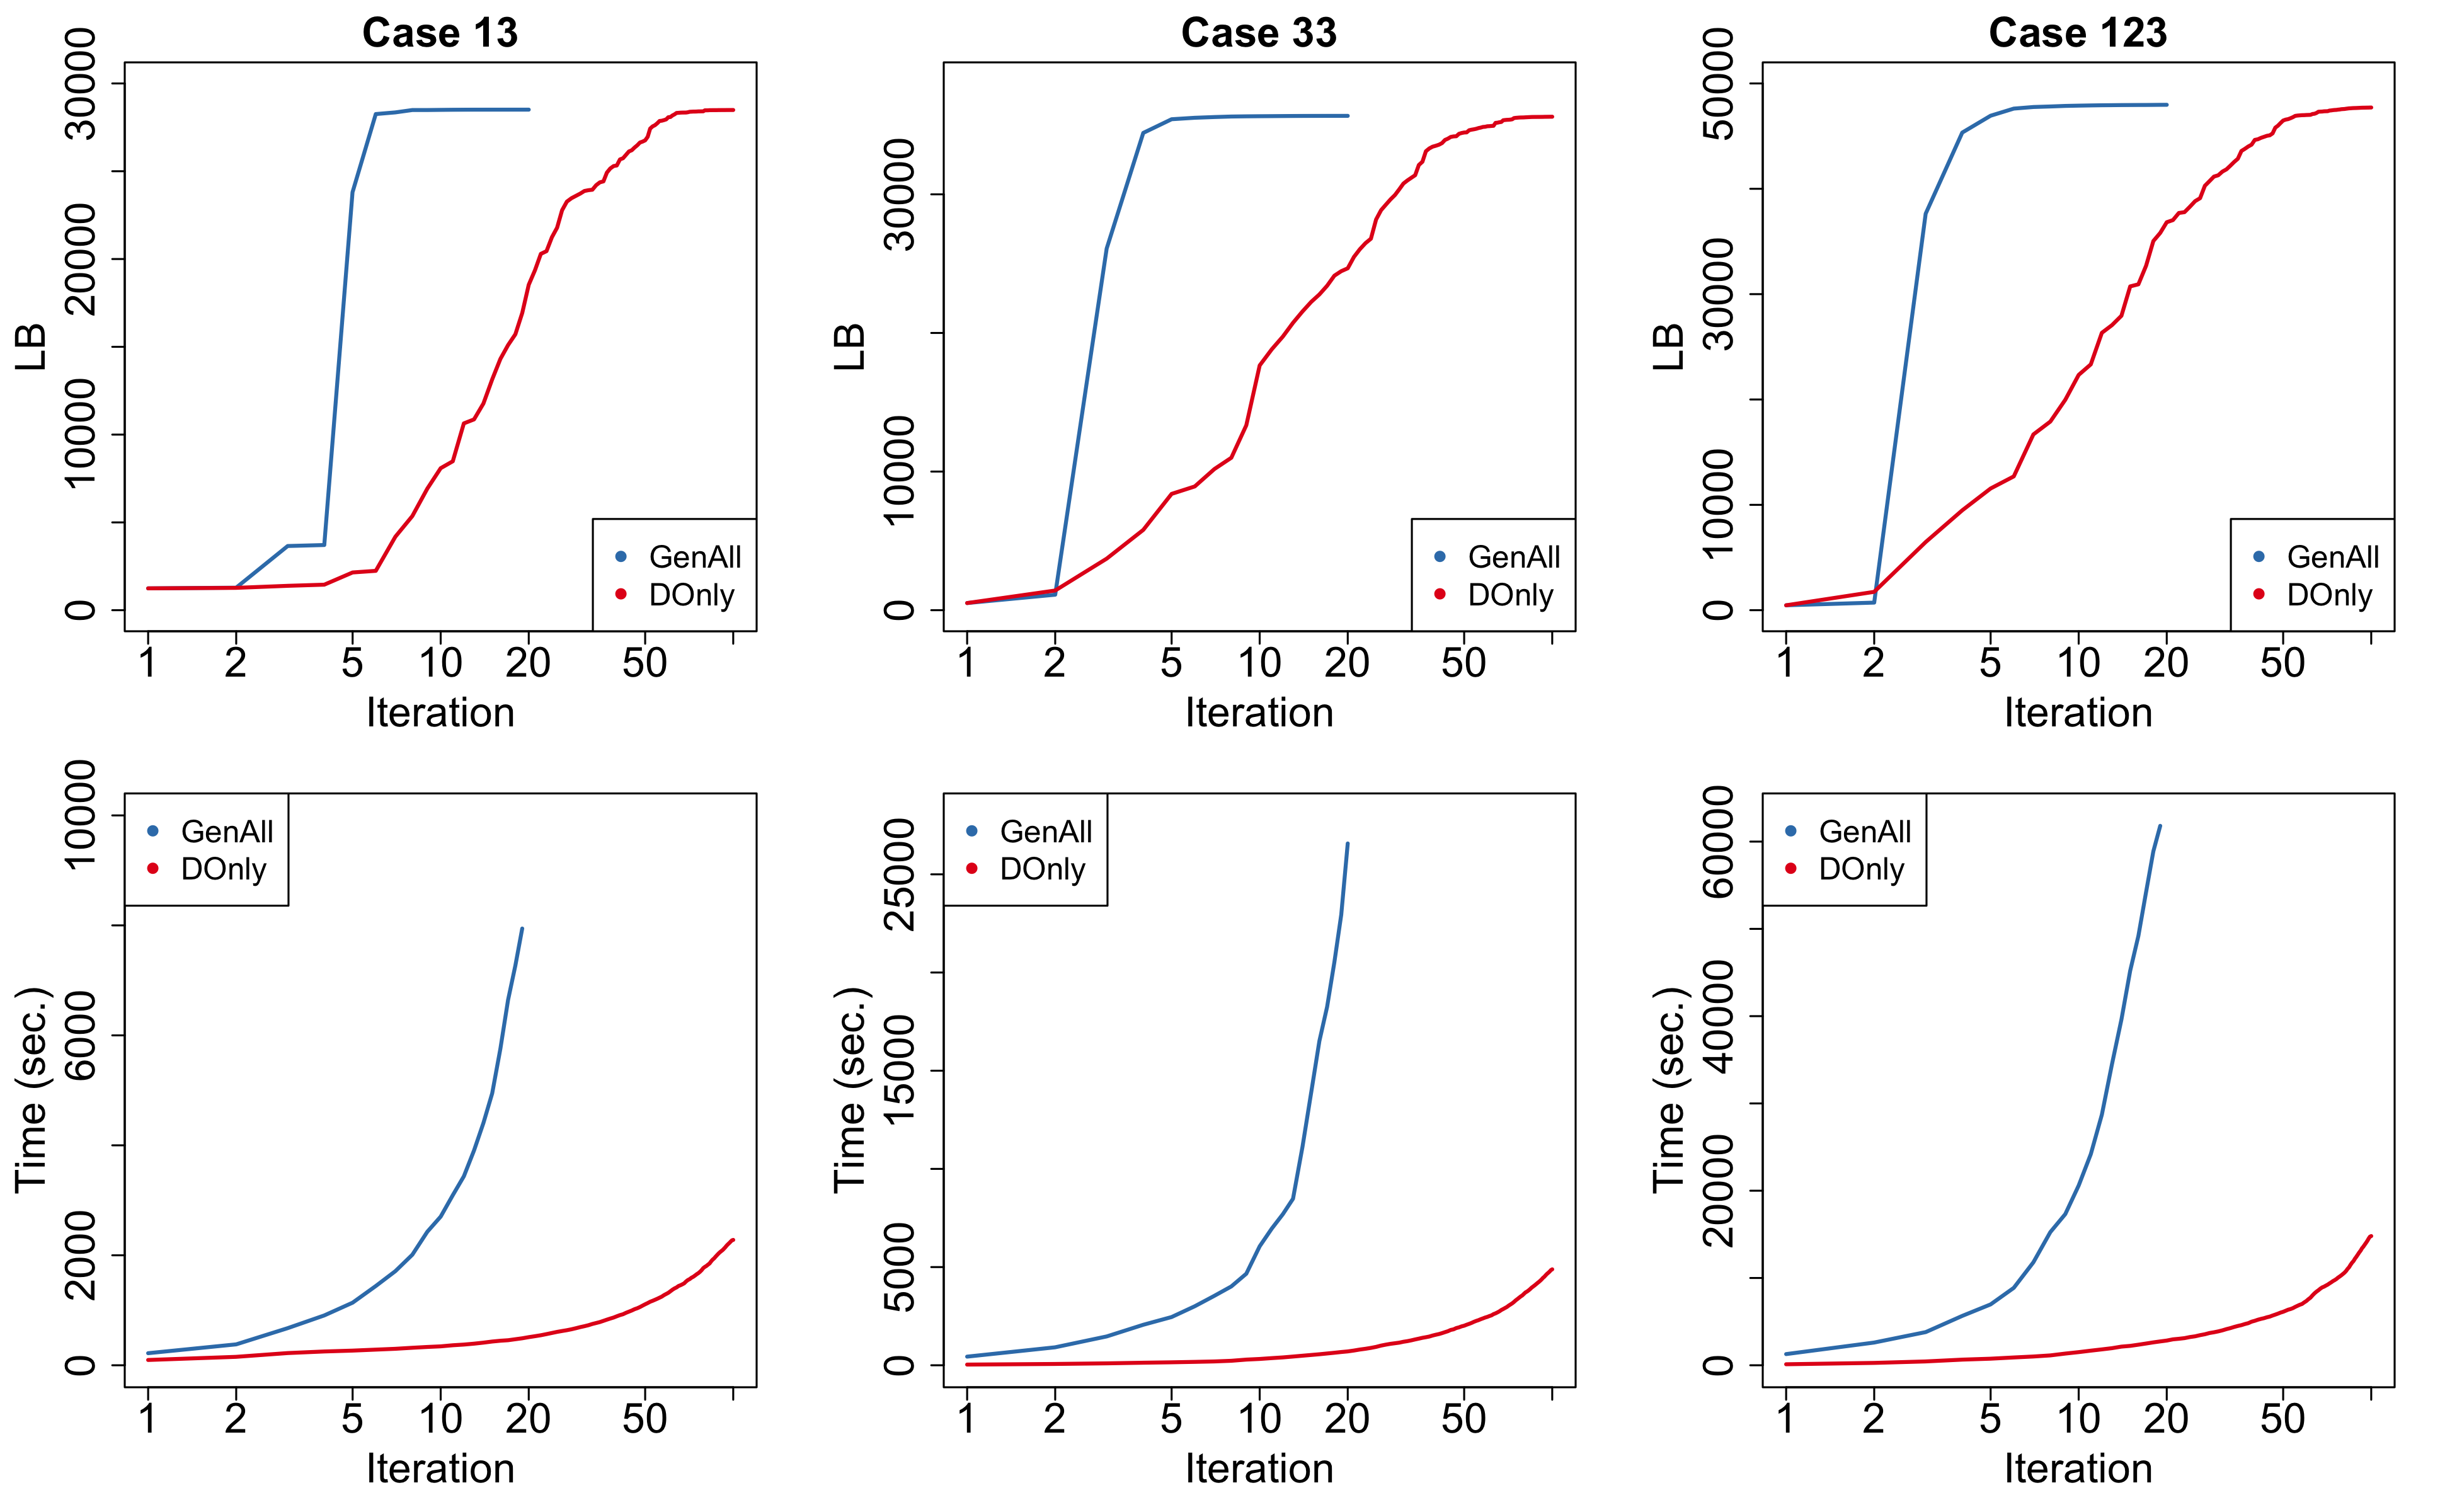 Case 13
Case 33
Case 123
LB
0
10000
20000
30000
GenAll
DOnly
1 2 5 10 20 50
Iteration
LB
0
10000
30000
GenAll
DOnly
1 2 5 10 20 50
Iteration
LB
0
10000
30000
50000
GenAll
DOnly
1 2 5 10 20 50
Iteration
Time (sec.)
0
2000
6000
10000
GenAll
DOnly
1 2 5 10 20 50
Iteration
Time (sec.)
0
5000
15000
25000
GenAll
DOnly
1 2 5 10 20 50
Iteration
Time (sec.)
0
20000
40000
60000
GenAll
DOnly
1 2 5 10 20 50
Iteration